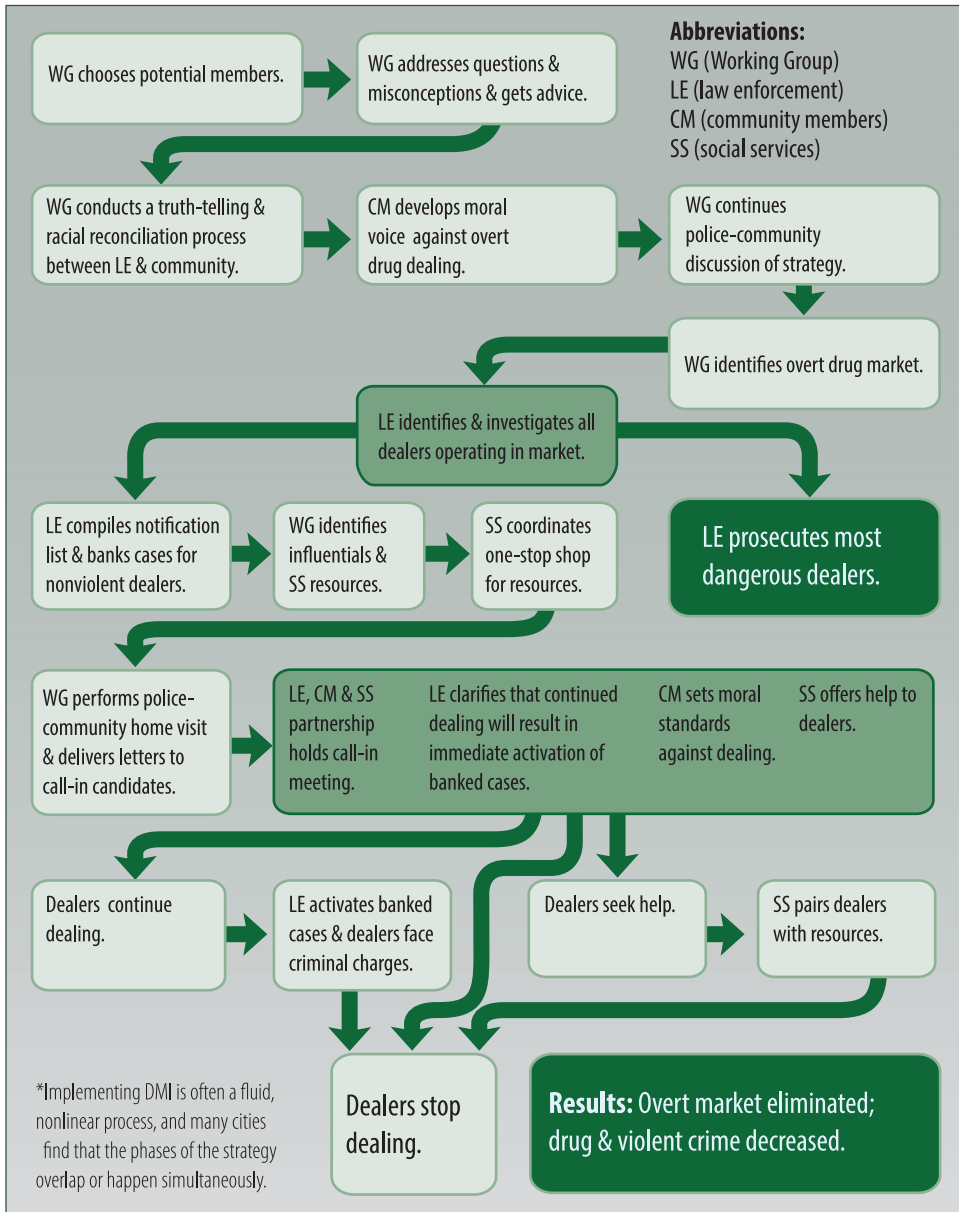 WG chooses potential members.
WG addresses questions &
misconceptions & gets advice.
Abbreviations:
WG (Working Group)
LE (law enforcement)
CM (community members)
SS (social services)
WG conducts a truth-telling &
racial reconciliation process
between LE & community.
CM develops moral
voice against overt
drug dealing.
WG continues
police-community
discussion of strategy.
WG identifies overt drug market.
LE identifies & investigates all
dealers operating in market.
LE compiles notification
list & banks cases for
nonviolent dealers.
WG identifies
influentials &
SS resources.
SS coordinates
one-stop shop
for resources.
LE prosecutes most
dangerous dealers.
WG performs police-
community home visit
& delivers letters to
call-in candidates.
LE, CM & SS
partnership
holds call-in
meeting.
LE clarifies that continued
dealing will result in
immediate activation of
banked cases.
CM sets moral
standards
against dealing.
SS offers help to
dealers.
Dealers continue
dealing.
LE activates banked
cases & dealers face
criminal charges.
Dealers seek help.
SS pairs dealers
with resources.
*Implementing DMI is often a fluid,
nonlinear process, and many cities
find that the phases of the strategy
overlap or happen simultaneously.
Dealers stop
dealing.
Results: Overt market eliminated;
drug & violent crime decreased.